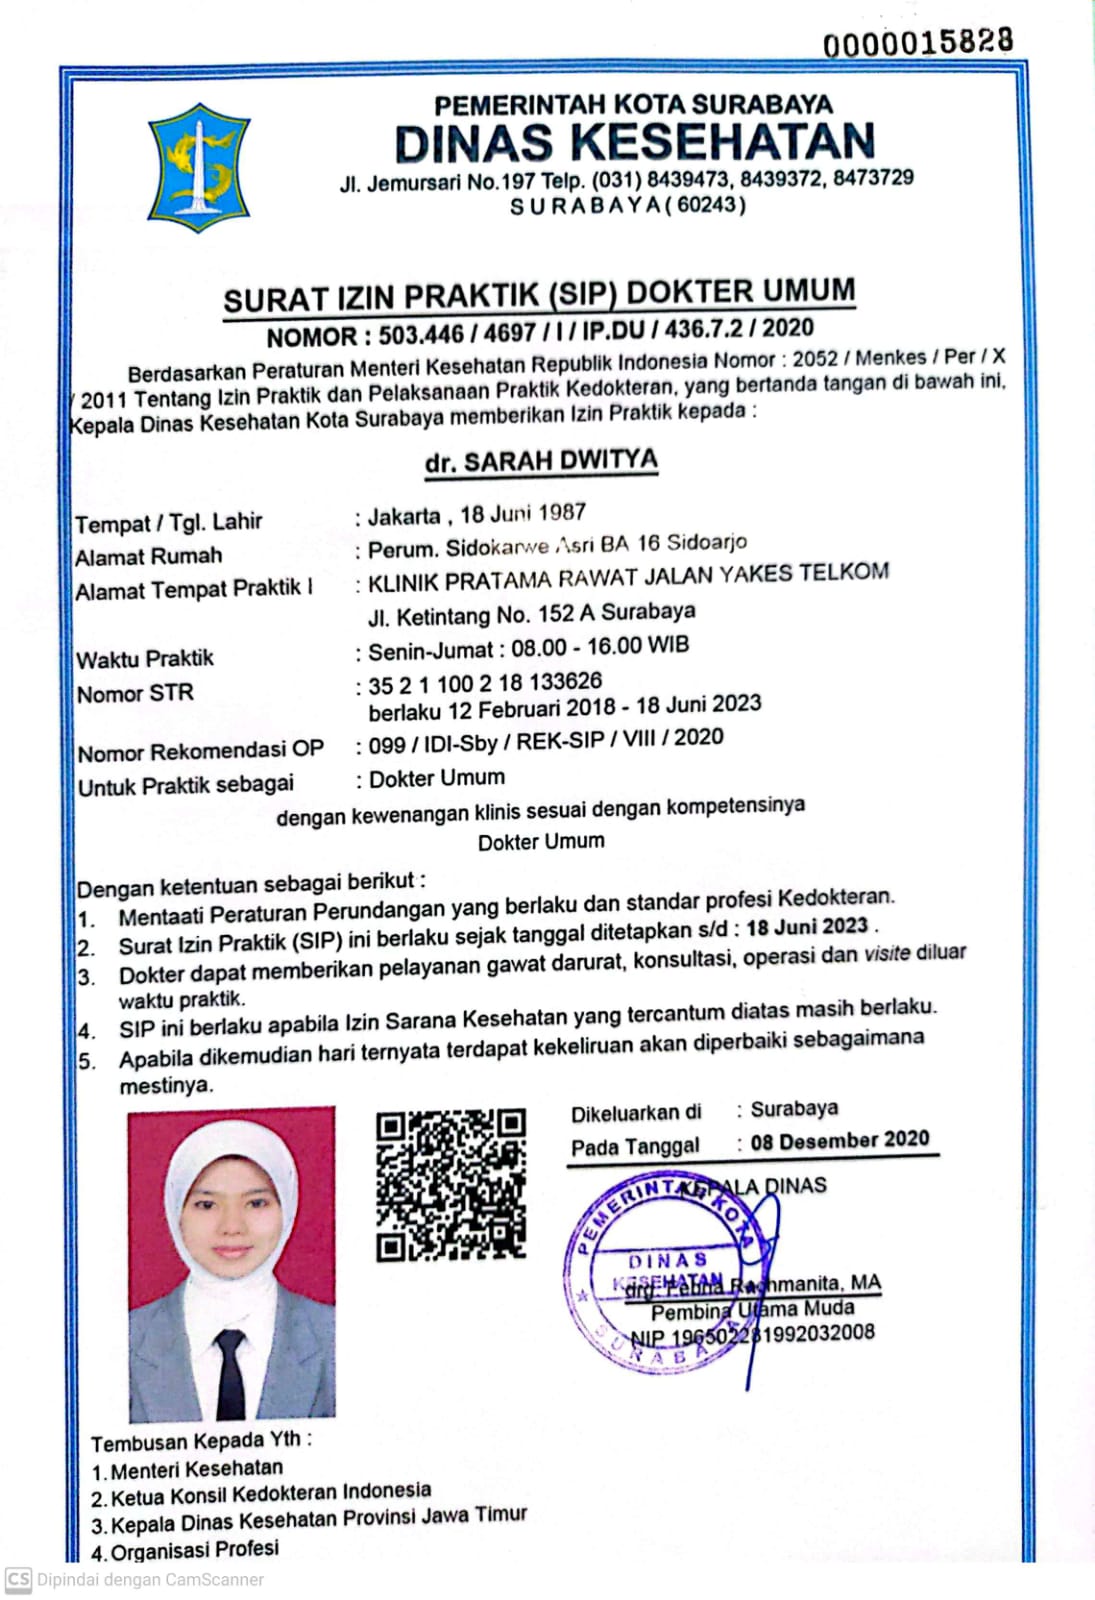 0000015828
PEMERINTAH KOTA SURABAYA
DINAS KESEHATAN
Jl. Jemursari No.197 Telp. (031) 8439473, 8439372, 8473729
SURABAYA(60243)
SURAT IZIN PRAKTIK (SIP) DOKTER UMUM
NOMOR : 503.446 / 4697 / I / IP.DU / 436.7.2 / 2020
Berdasarkan Peraturan Menteri Kesehatan Republik Indonesia Nomor : 2052 / Menkes / Per / X
/ 2011 Tentang Izin Praktik dan Pelaksanaan Praktik Kedokteran, yang bertanda tangan di bawah ini,
Kepala Dinas Kesehatan Kota Surabaya memberikan Izin Praktik kepada :
dr. SARAH DWITYA
Tempat / Tgl. Lahir : Jakarta , 18 Juni 1987
Alamat Rumah : Perum. Sidokarwe Asri BA 16 Sidoarjo
Alamat Tempat Praktik I : KLINIK PRATAMA RAWAT JALAN YAKES TELKOM
Jl. Ketintang No. 152 A Surabaya
Waktu Praktik : Senin-Jumat : 08.00 - 16.00 WIB
Nomor STR : 35 2 1 100 2 18 133626
berlaku 12 Februari 2018 - 18 Juni 2023
Nomor Rekomendasi OP : 099 / IDI-Sby / REK-SIP / VIII / 2020
Untuk Praktik sebagai : Dokter Umum
dengan kewenangan klinis sesuai dengan kompetensinya
Dokter Umum
Dengan ketentuan sebagai berikut :
1. Mentaati Peraturan Perundangan yang berlaku dan standar profesi Kedokteran.
2. Surat Izin Praktik (SIP) ini berlaku sejak tanggal ditetapkan s/d : 18 Juni 2023 .
3. Dokter dapat memberikan pelayanan gawat darurat, konsultasi, operasi dan visite diluar
waktu praktik.
4. SIP ini berlaku apabila Izin Sarana Kesehatan yang tercantum diatas masih berlaku.
5. Apabila dikemudian hari ternyata terdapat kekeliruan akan diperbaiki sebagaimana
mestinya.
Dikeluarkan di : Surabaya
Pada Tanggal : 08 Desember 2020
KEPALA DINAS
PEMERINTAH KOTA
DINAS
KESEHATAN
SURABAYA
drg. Febria Rachmanita, MA
Pembina Utama Muda
NIP 196502281992032008
Tembusan Kepada Yth :
1. Menteri Kesehatan
2. Ketua Konsil Kedokteran Indonesia
3. Kepala Dinas Kesehatan Provinsi Jawa Timur
4. Organisasi Profesi
CS Dipindai dengan CamScanner